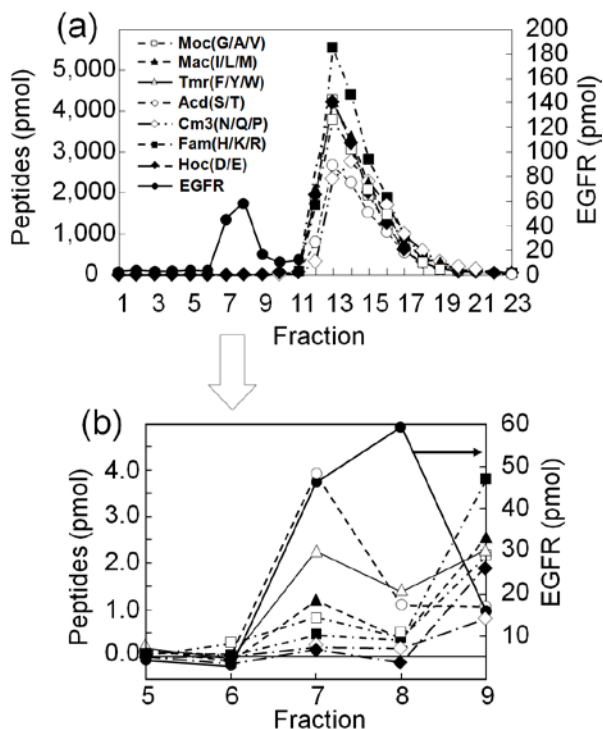 (a)
Moc(G/A/V)
Mac(I/L/M)
Tmr(F/Y/W)
Acd(S/T)
Cm3(N/Q/P)
Fam(H/K/R)
Hoc(D/E)
EGFR
Peptides (pmol)
5,000
4,000
3,000
2,000
1,000
0
200
180
160
140
120
100
80
60
40
20
0
EGFR (pmol)
1 3 5 7 9 11 13 15 17 19 21 23
Fraction
(b)
Peptides (pmol)
4.0
3.0
2.0
1.0
0.0
60
50
40
30
20
10
EGFR (pmol)
5 6 7 8 9
Fraction